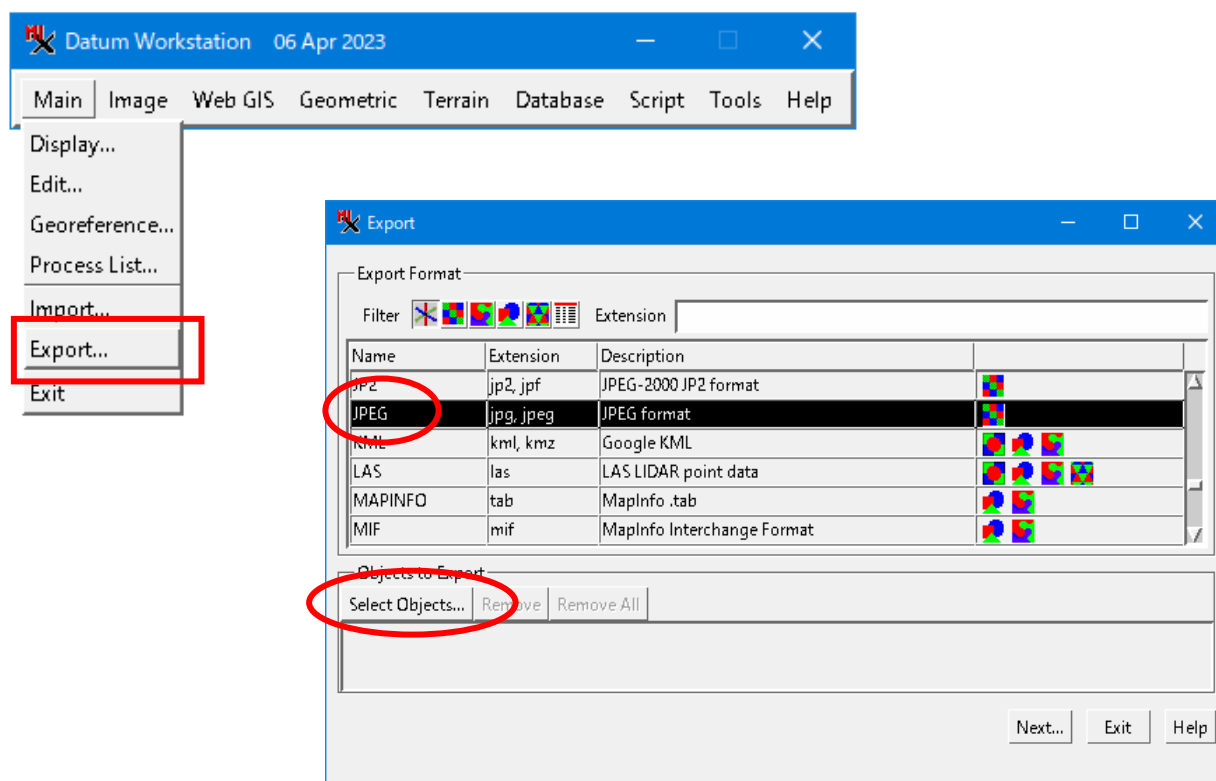 Datum Workstation 06 Apr 2023
Main Image Web GIS Geometric Terrain Database Script Tools Help
Display...
Edit...
Georeference...
Process List...
Import...
Export...
Exit
Export
Export Format
Filter Extension
Name Extension Description
JP2 jp2, jpf JPEG-2000 JP2 format
JPEG jpg, jpeg JPEG format
KML kml, kmz Google KML
LAS las LAS LIDAR point data
MAPINFO tab MapInfo .tab
MIF mif MapInfo Interchange Format
Objects to Export
Select Objects... Remove Remove All
Next... Exit Help